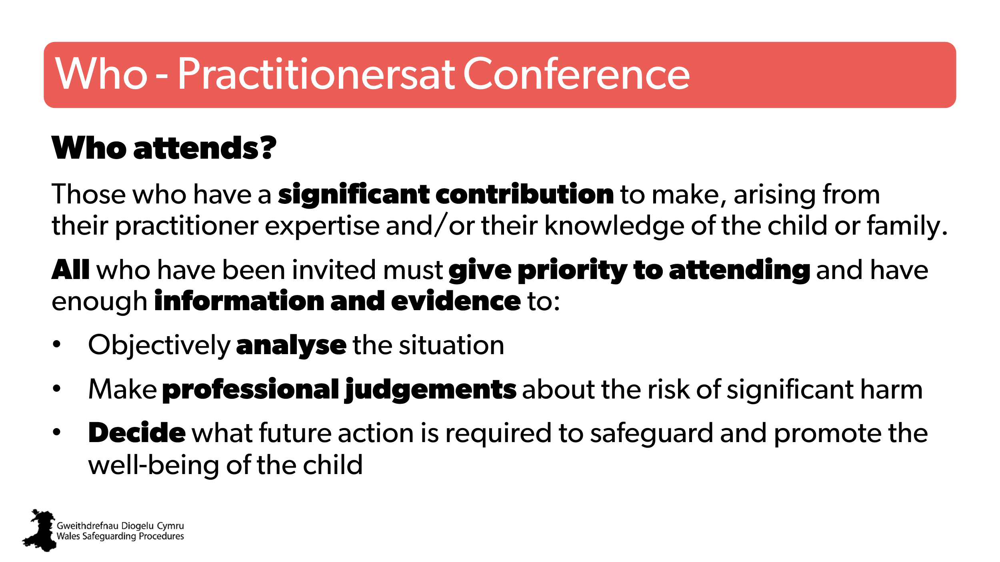 Who - Practitionersat Conference
Who attends?
Those who have a significant contribution to make, arising from
their practitioner expertise and/or their knowledge of the child or family.
All who have been invited must give priority to attending and have
enough information and evidence to:
• Objectively analyse the situation
• Make professional judgements about the risk of significant harm
• Decide what future action is required to safeguard and promote the
well-being of the child
Gweithdrefnau Diogelu Cymru
Wales Safeguarding Procedures